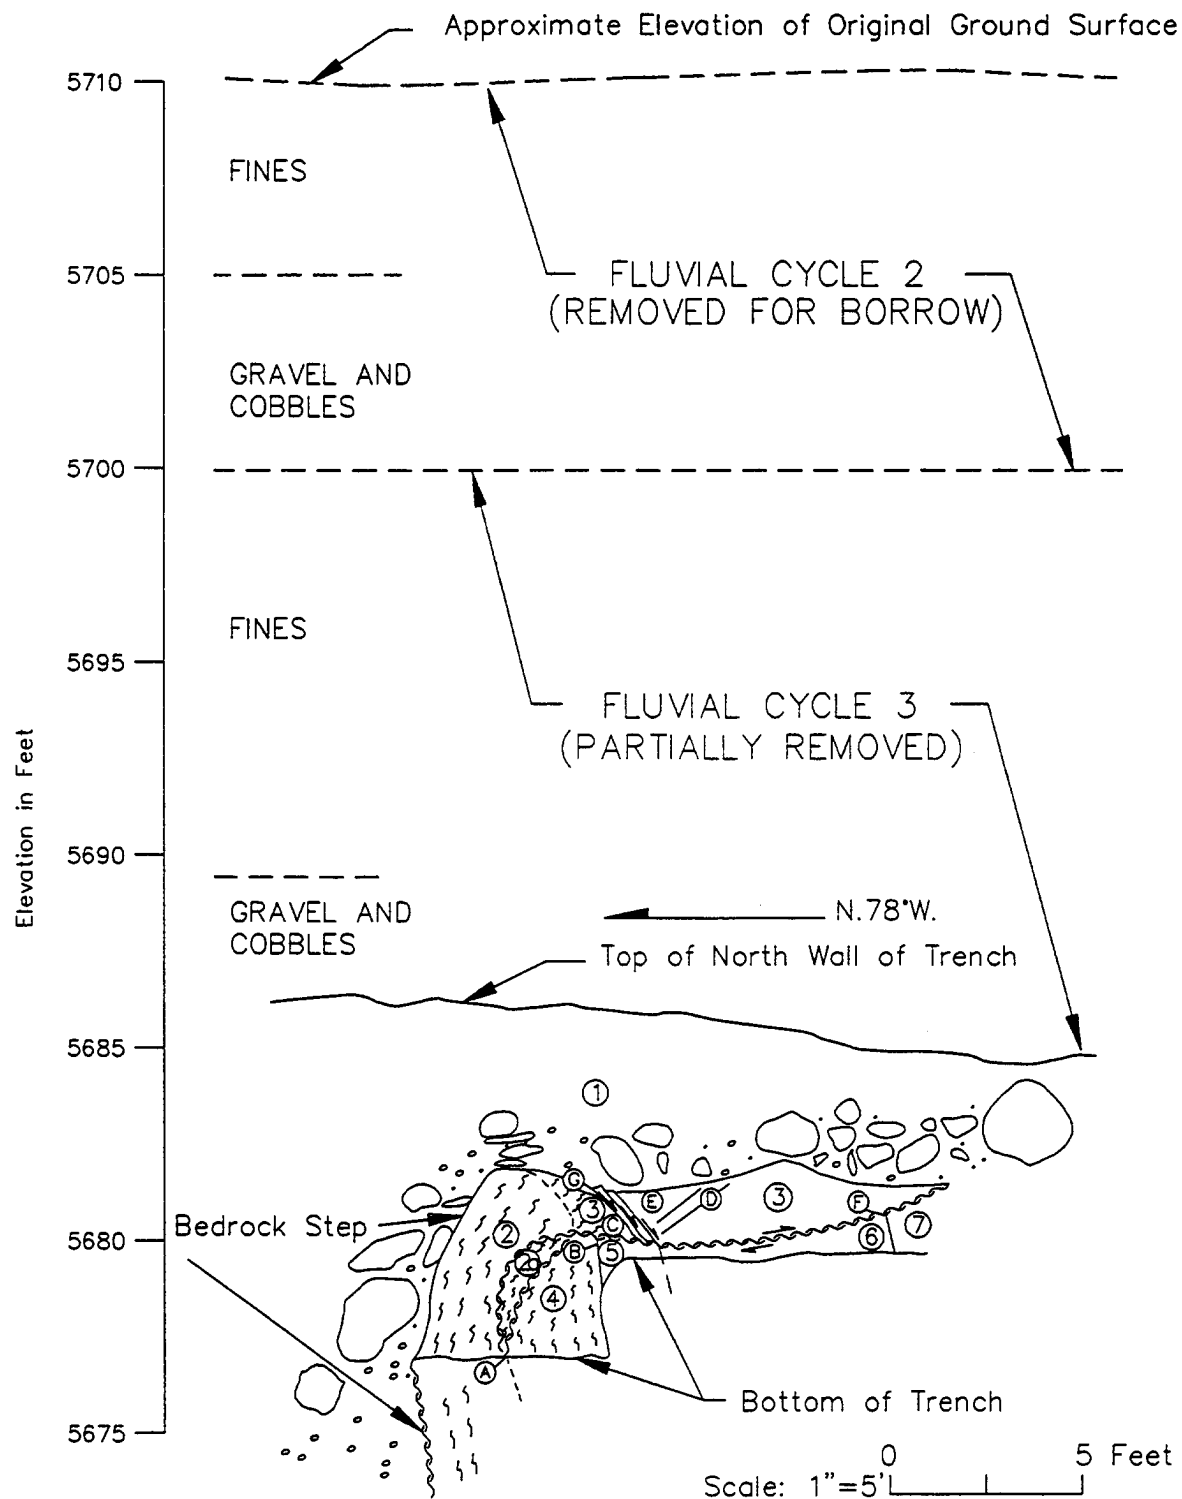 Approximate Elevation of Original Ground Surface
5710
FINES
5705
FLUVIAL CYCLE 2
(REMOVED FOR BORROW)
GRAVEL AND
COBBLES
5700
FINES
5695
FLUVIAL CYCLE 3
(PARTIALLY REMOVED)
Elevation in Feet
5690
GRAVEL AND
COBBLES
N.78°W.
Top of North Wall of Trench
5685
1
G
E
D
3
F
3
C
7
Bedrock Step
2
6
5680
B
5
2a
4
A
Bottom of Trench
5675
0
5 Feet
Scale: 1"=5'